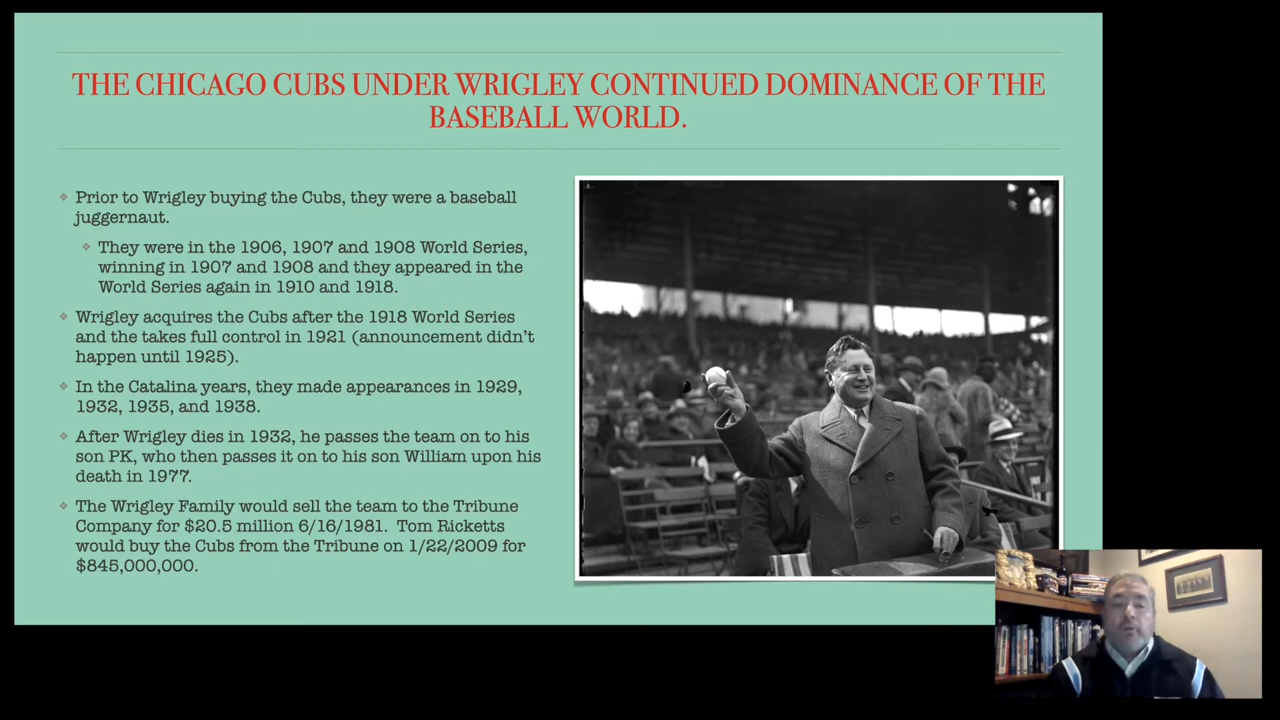 THE CHICAGO CUBS UNDER WRIGLEY CONTINUED DOMINANCE OF THE
BASEBALL WORLD.
Prior to Wrigley buying the Cubs, they were a baseball
juggernaut.
They were in the 1906, 1907 and 1908 World Series,
winning in 1907 and 1908 and they appeared in the
World Series again in 1910 and 1918.
Wrigley acquires the Cubs after the 1918 World Series
and the takes full control in 1921 (announcement didn't
happen until 1925).
In the Catalina years, they made appearances in 1929,
1932, 1935, and 1938.
After Wrigley dies in 1932, he passes the team on to his
son PK, who then passes it on to his son William upon his
death in 1977.
The Wrigley Family would sell the team to the Tribune
Company for $20.5 million 6/16/1981. Tom Ricketts
would buy the Cubs from the Tribune on 1/22/2009 for
$845,000,000.